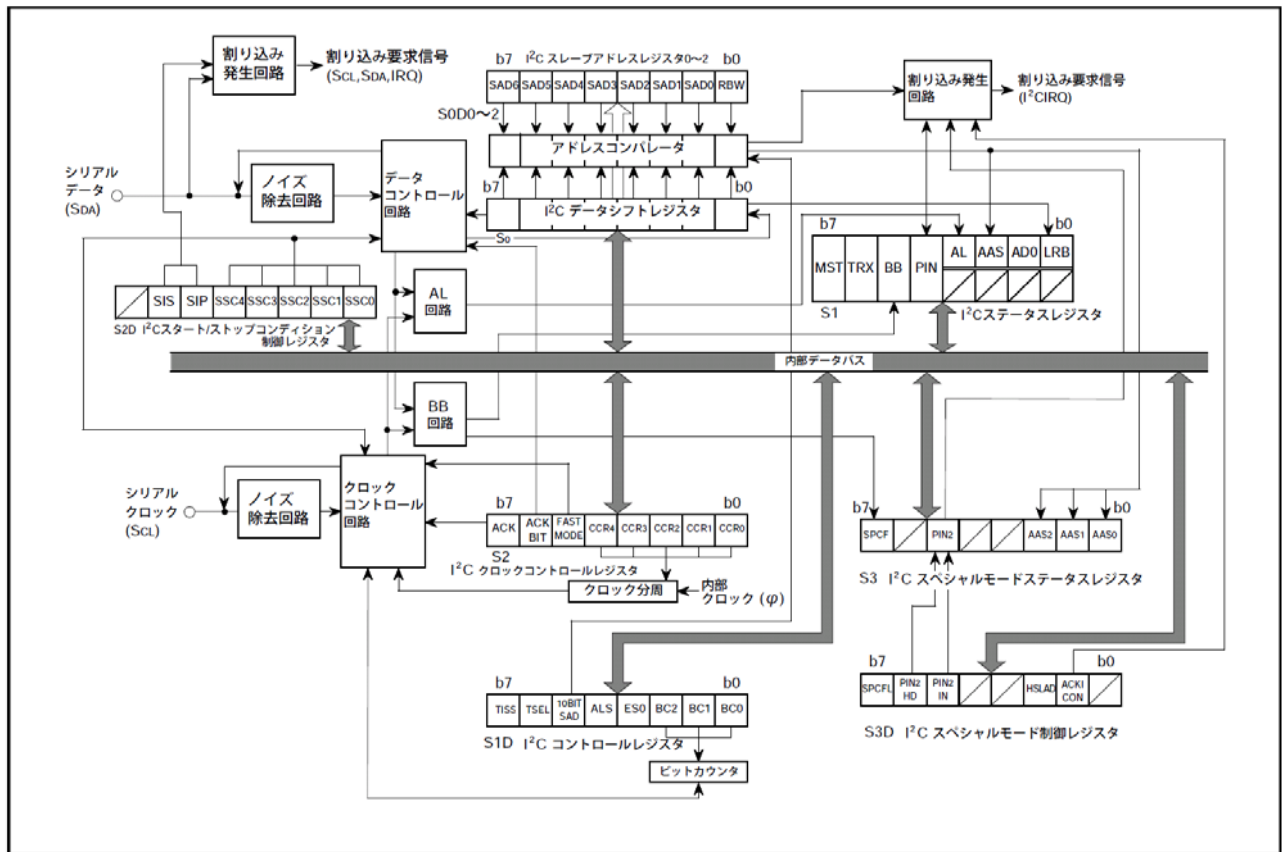 割り込み
発生回路
割り込み要求信号
(SCL,SDA,IRQ)
b7 I²C スレーブアドレスレジスタ0〜2 b0
SAD6 SAD5 SAD4 SAD3 SAD2 SAD1 SAD0 RBW
S0D0〜2
アドレスコンパレータ
割り込み発生
回路
割り込み要求信号
(I²CIRQ)
シリアル
データ
(SDA)
ノイズ
除去回路
データ
コントロール
回路
b7 b0
I²C データシフトレジスタ
S0
b7 b0
MST TRX BB PIN AL AAS AD0 LRB
S1 I²Cステータスレジスタ
SIS SIP SSC4 SSC3 SSC2 SSC1 SSC0
S2D I²Cスタート/ストップコンディション
制御レジスタ
AL
回路
内部データバス
BB
回路
シリアル
クロック
(SCL)
ノイズ
除去回路
クロック
コントロール
回路
b7 b0
ACK ACK BIT FAST MODE CCR4 CCR3 CCR2 CCR1 CCR0
S2
I²C クロックコントロールレジスタ
クロック分周
内部
クロック (φ)
b7 b0
SPCF PIN2 AAS2 AAS1 AAS0
S3 I²C スペシャルモードステータスレジスタ
b7 b0
SPCFL PIN2 HD PIN2 IN HSLAD ACKI CON
S3D I²C スペシャルモード制御レジスタ
b7 b0
TISS TSEL 10BIT SAD ALS ES0 BC2 BC1 BC0
S1D I²C コントロールレジスタ
ビットカウンタ